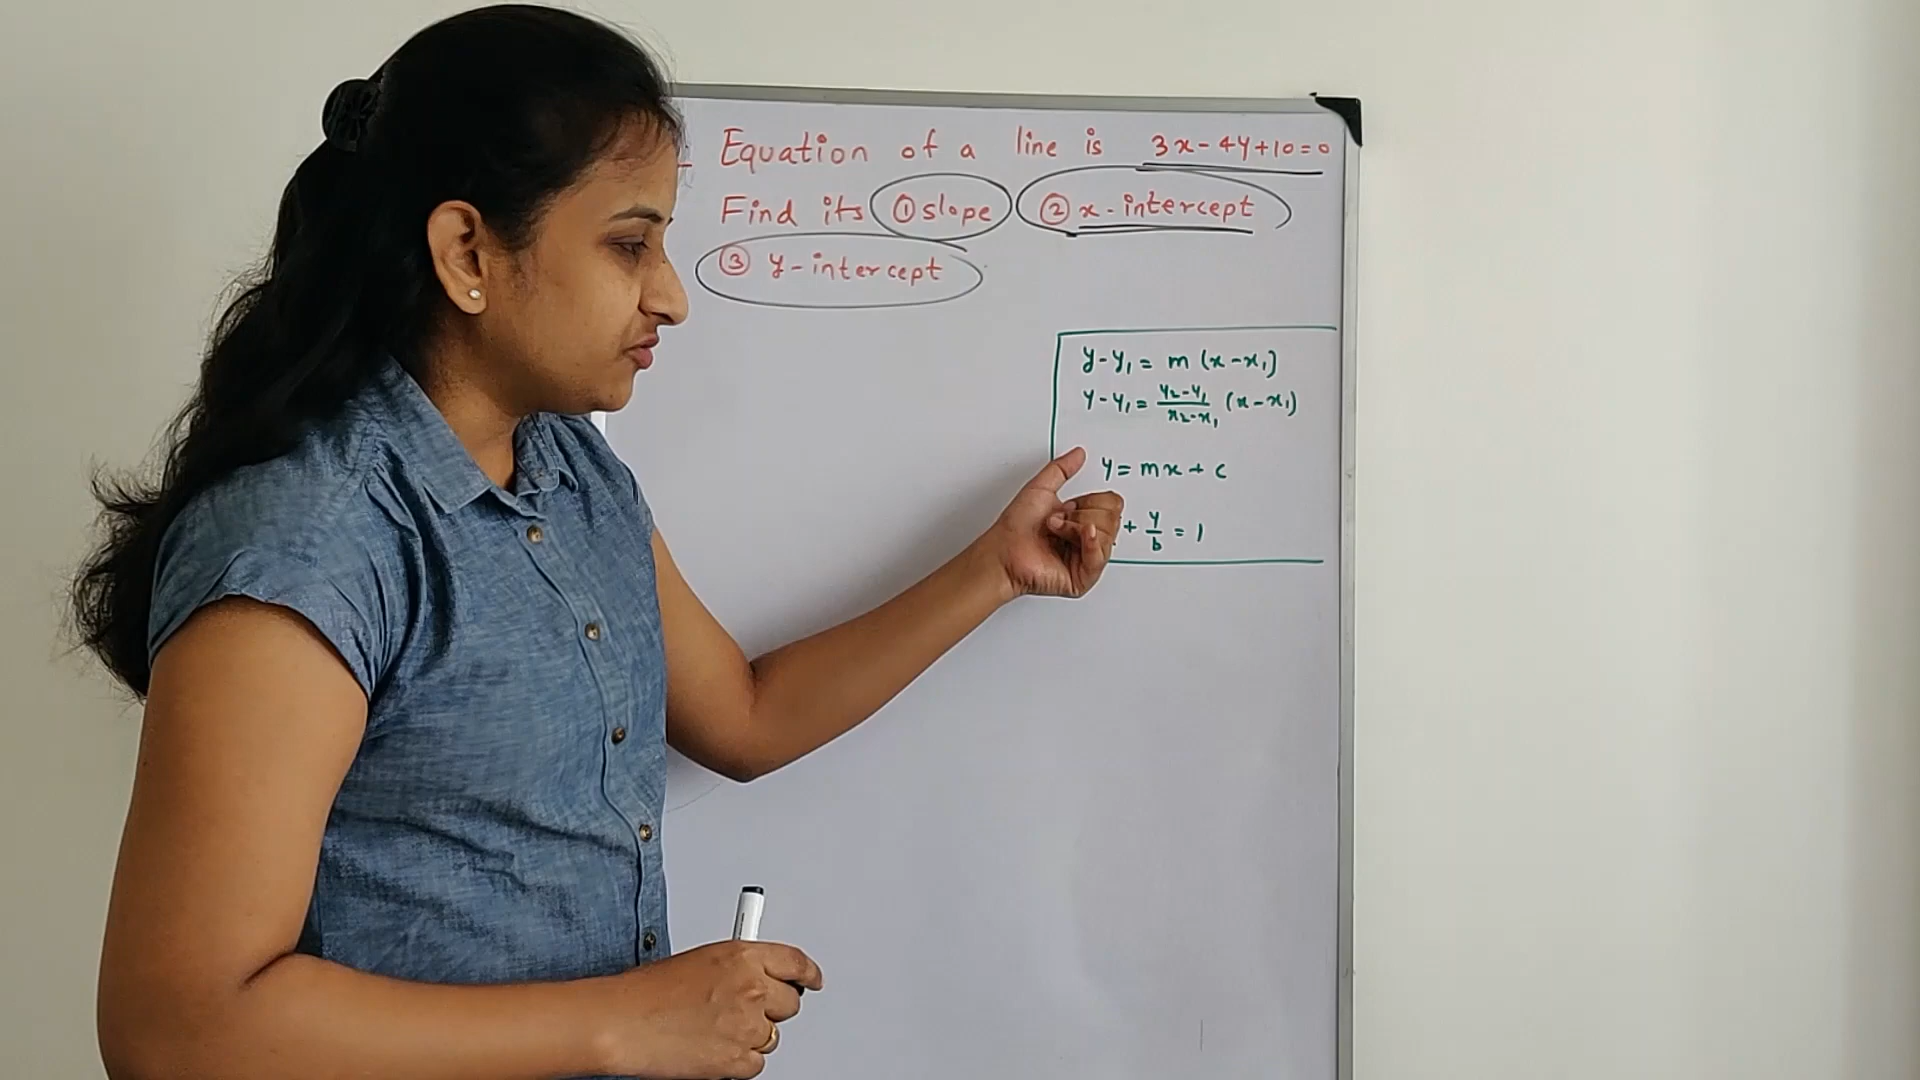 Equation of a line is 3x-4y+10=0
Find its ① slope ② x-intercept
③ y-intercept
y-y₁ = m (x-x₁)
y-y₁ = y₂-y₁/x₂-x₁ (x-x₁)
y = mx + c
+ y/b = 1